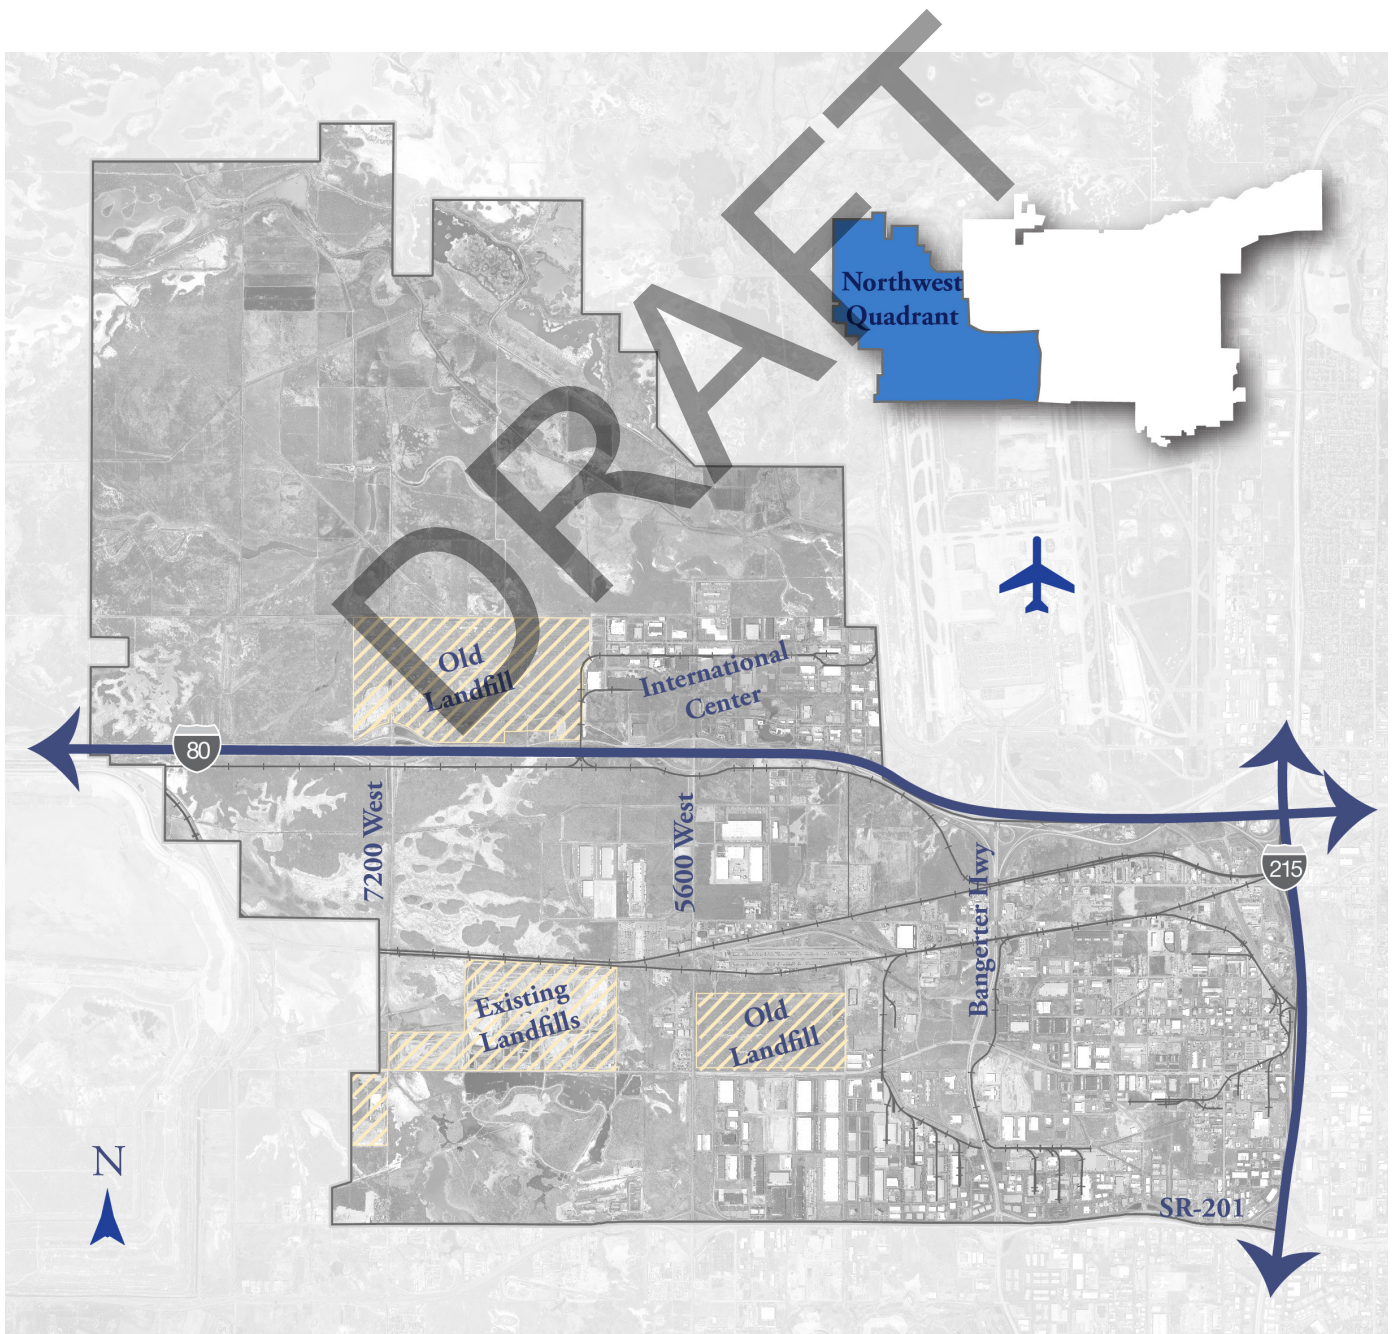 DRAFT
Northwest
Quadrant
Old
Landfill
International
Center
80
7200 West
5600 West
Bangerter Hwy
215
Existing
Landfills
Old
Landfill
N
SR-201